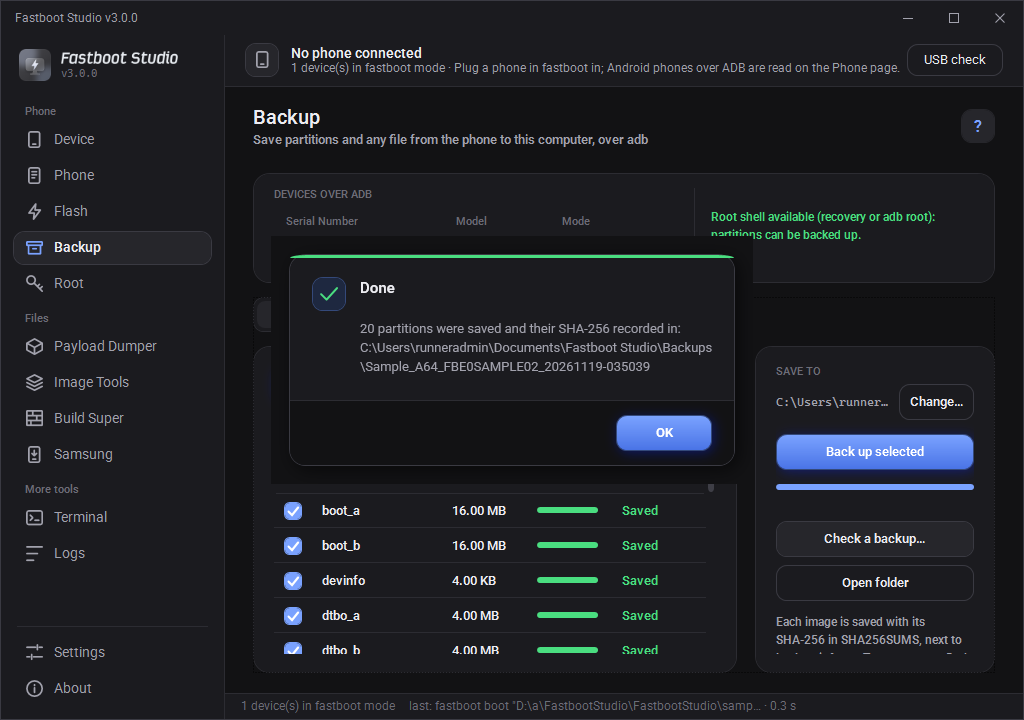 Fastboot Studio v3.0.0
Fastboot Studio
v3.0.0
No phone connected
1 device(s) in fastboot mode · Plug a phone in fastboot in; Android phones over ADB are read on the Phone page.
USB check
Phone
Device
Phone
Flash
Backup
Root
Files
Payload Dumper
Image Tools
Build Super
Samsung
More tools
Terminal
Logs
Settings
About
Backup
Save partitions and any file from the phone to this computer, over adb
?
DEVICES OVER ADB
Serial Number Model Mode
Root shell available (recovery or adb root):
partitions can be backed up.
Done
20 partitions were saved and their SHA-256 recorded in:
C:\Users\runneradmin\Documents\Fastboot Studio\Backups
\Sample_A64_FBE0SAMPLE02_20261119-035039
OK
boot_a 16.00 MB Saved
boot_b 16.00 MB Saved
devinfo 4.00 KB Saved
dtbo_a 4.00 MB Saved
dtbo_b 4.00 MB Saved
SAVE TO
C:\Users\runner…
Change…
Back up selected
Check a backup…
Open folder
Each image is saved with its
SHA-256 in SHA256SUMS, next to
1 device(s) in fastboot mode last: fastboot boot "D:\a\FastbootStudio\FastbootStudio\samp… · 0.3 s